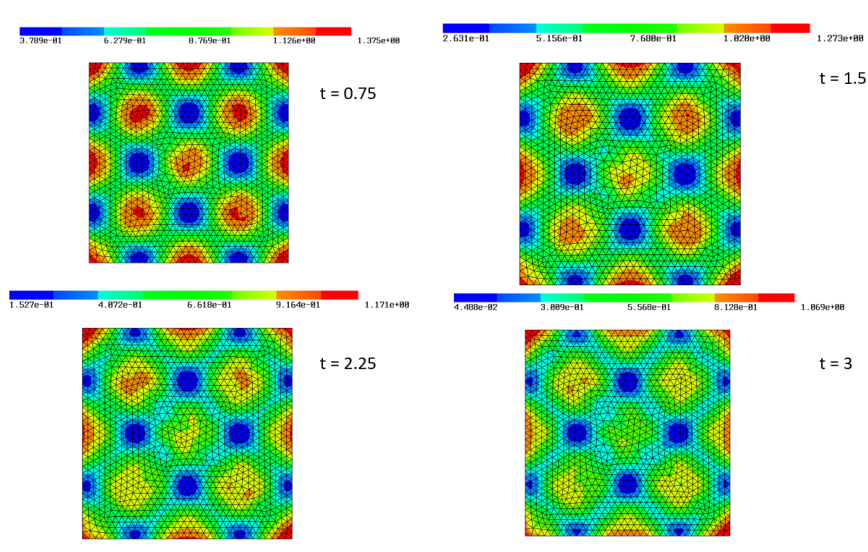 3.789e-01 6.279e-01 8.769e-01 1.126e+00 1.375e+00
t = 0.75
2.631e-01 5.156e-01 7.680e-01 1.020e+00 1.273e+00
t = 1.5
1.527e-01 4.072e-01 6.618e-01 9.164e-01 1.171e+00
t = 2.25
4.488e-02 3.009e-01 5.568e-01 8.128e-01 1.069e+00
t = 3